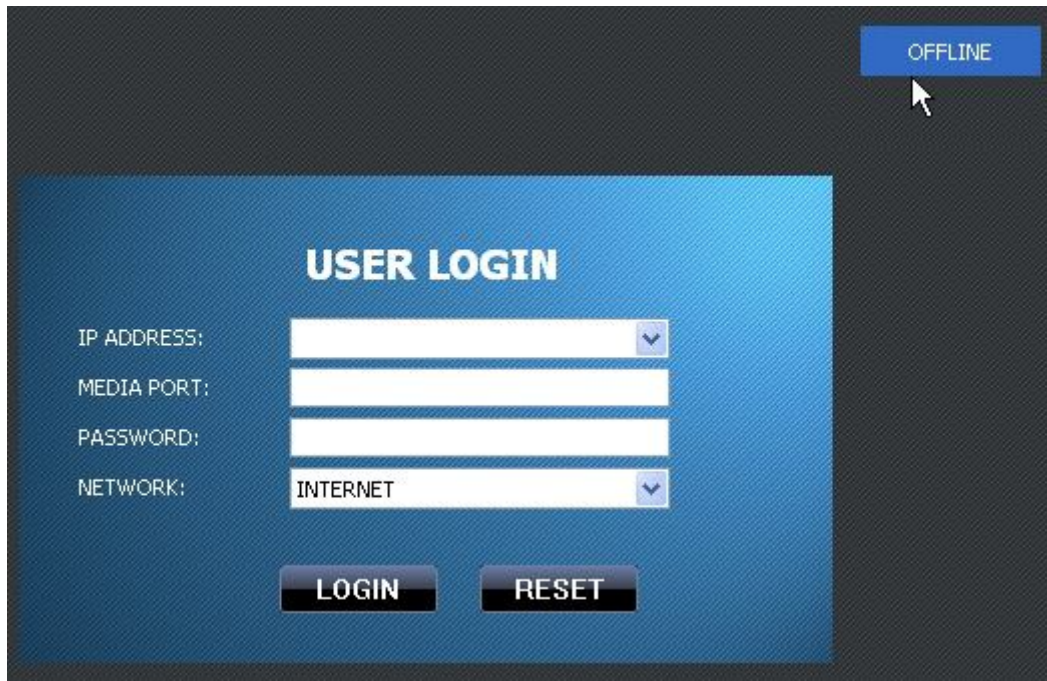 OFFLINE
USER LOGIN
IP ADDRESS:
MEDIA PORT:
PASSWORD:
NETWORK: INTERNET
LOGIN RESET